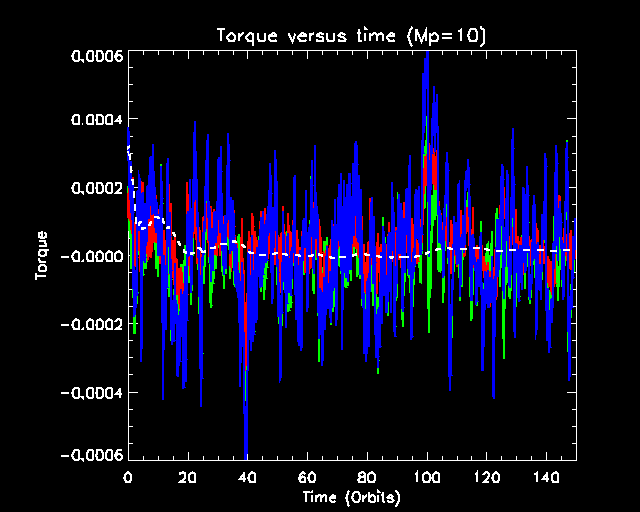 Torque versus time (Mp=10)
0.0006
0.0004
0.0002
-0.0000
-0.0002
-0.0004
-0.0006
Torque
0 20 40 60 80 100 120 140
Time (Orbits)